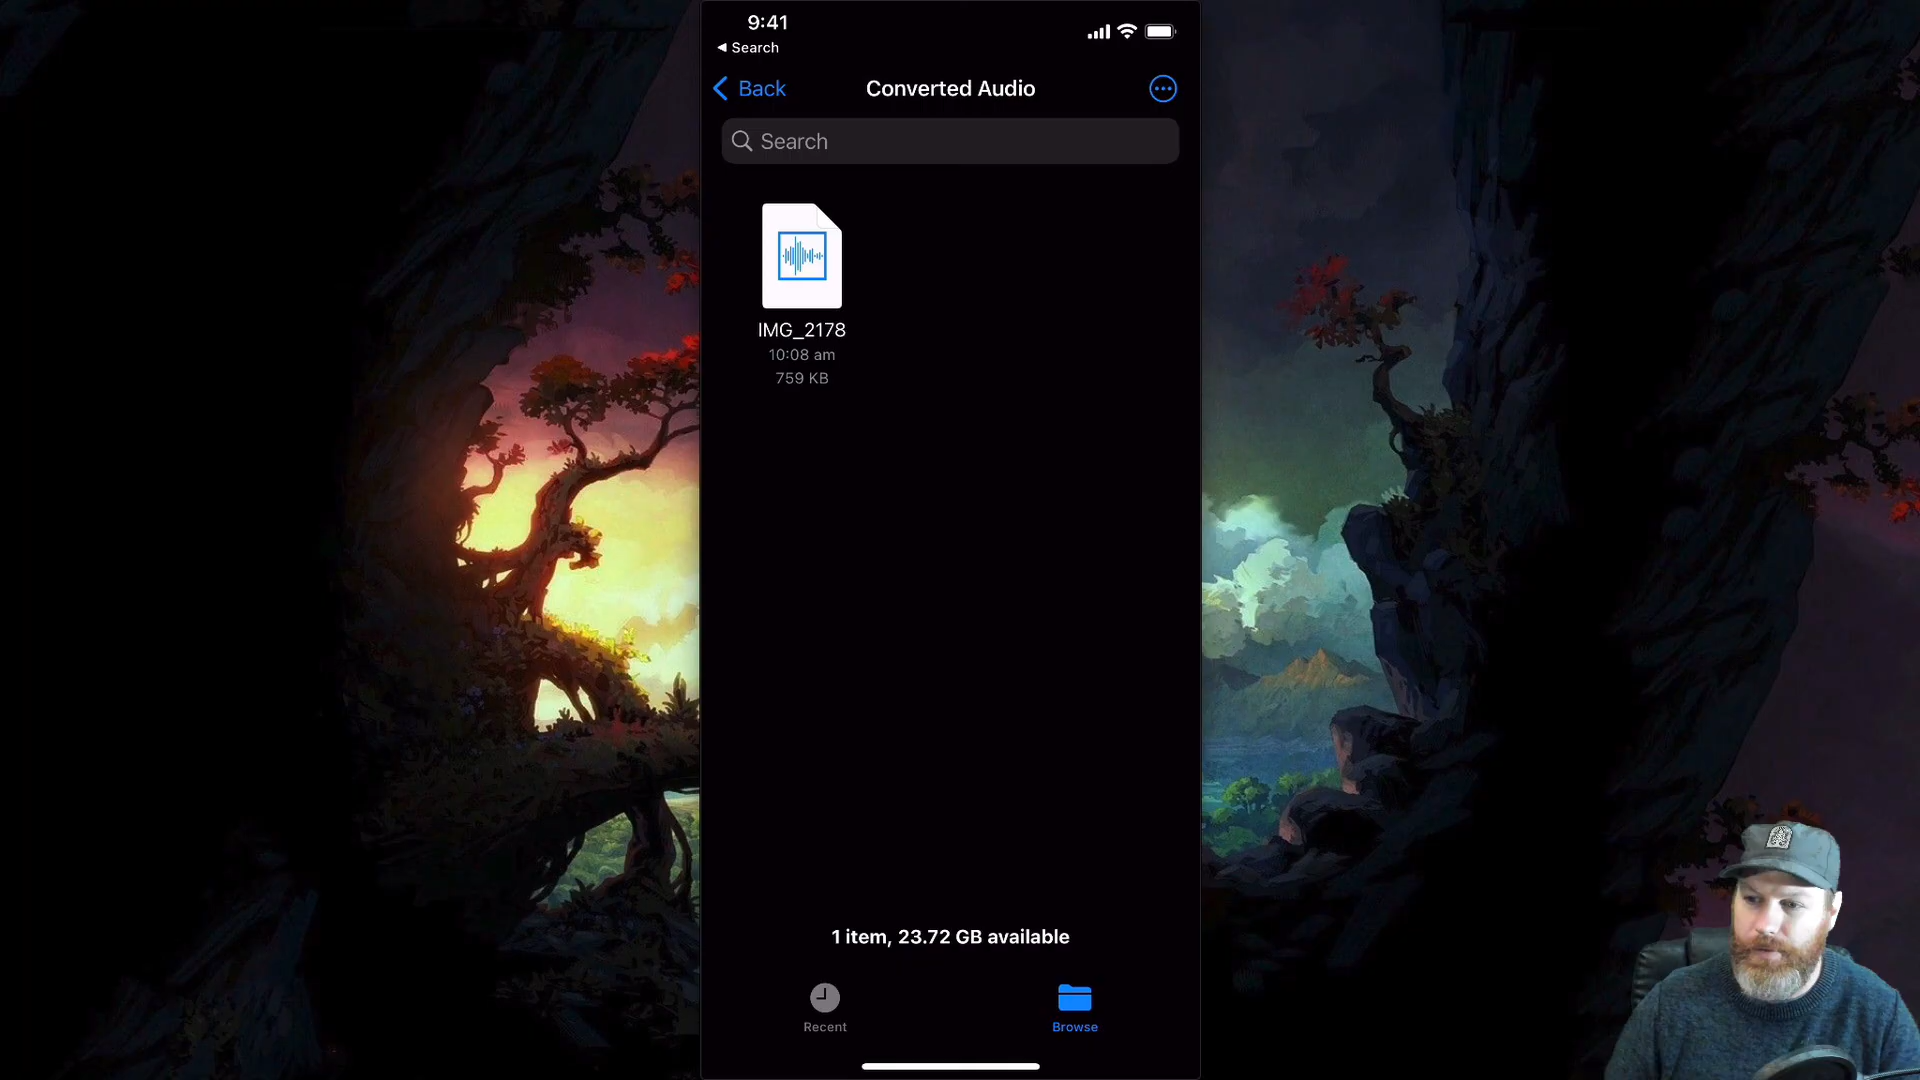 9:41
◀ Search
Back
Converted Audio
Search
IMG_2178
10:08 am
759 KB
1 item, 23.72 GB available
Recent
Browse